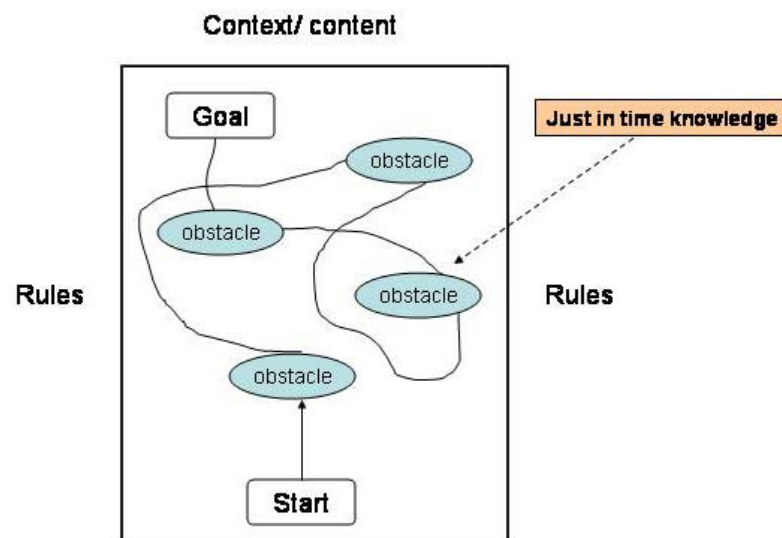 Context/ content
Goal
Just in time knowledge
obstacle
obstacle
Rules
obstacle
Rules
obstacle
Start